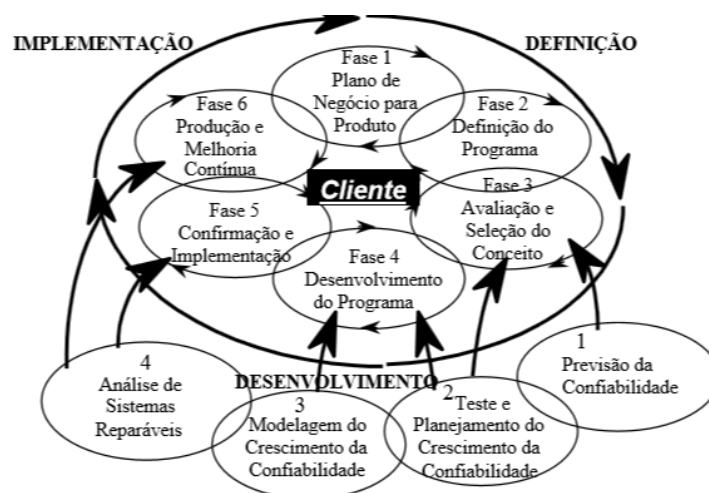 IMPLEMENTAÇÃO
DEFINIÇÃO
Fase 1
Plano de
Negócio para
Produto
Fase 2
Definição do
Programa
Fase 3
Avaliação e
Seleção do
Conceito
Fase 4
Desenvolvimento
do Programa
Fase 5
Confirmação e
Implementação
Fase 6
Produção e
Melhoria
Contínua
Cliente
DESENVOLVIMENTO
1
Previsão da
Confiabilidade
2
Teste e
Planejamento do
Crescimento da
Confiabilidade
3
Modelagem do
Crescimento da
Confiabilidade
4
Análise de
Sistemas
Reparáveis